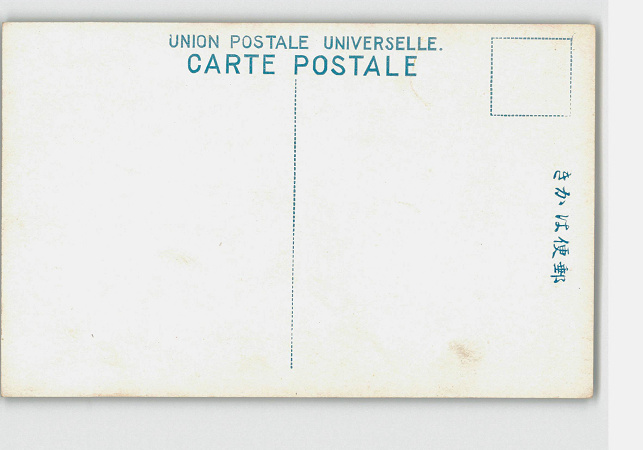 UNION POSTALE UNIVERSELLE.
CARTE POSTALE
きかは便郵